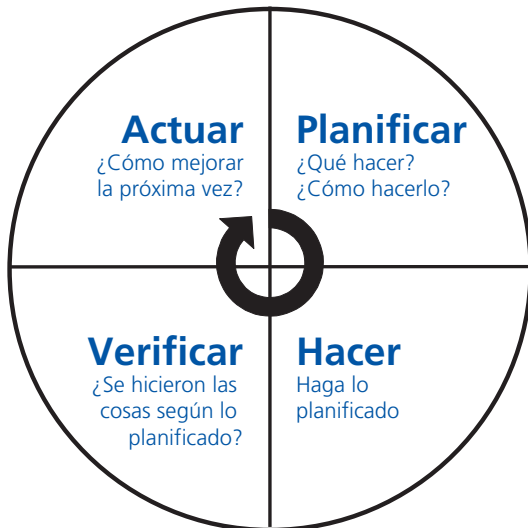 Actuar
¿Cómo mejorar
la próxima vez?
Planificar
¿Qué hacer?
¿Cómo hacerlo?
Verificar
¿Se hicieron las
cosas según lo
planificado?
Hacer
Haga lo
planificado